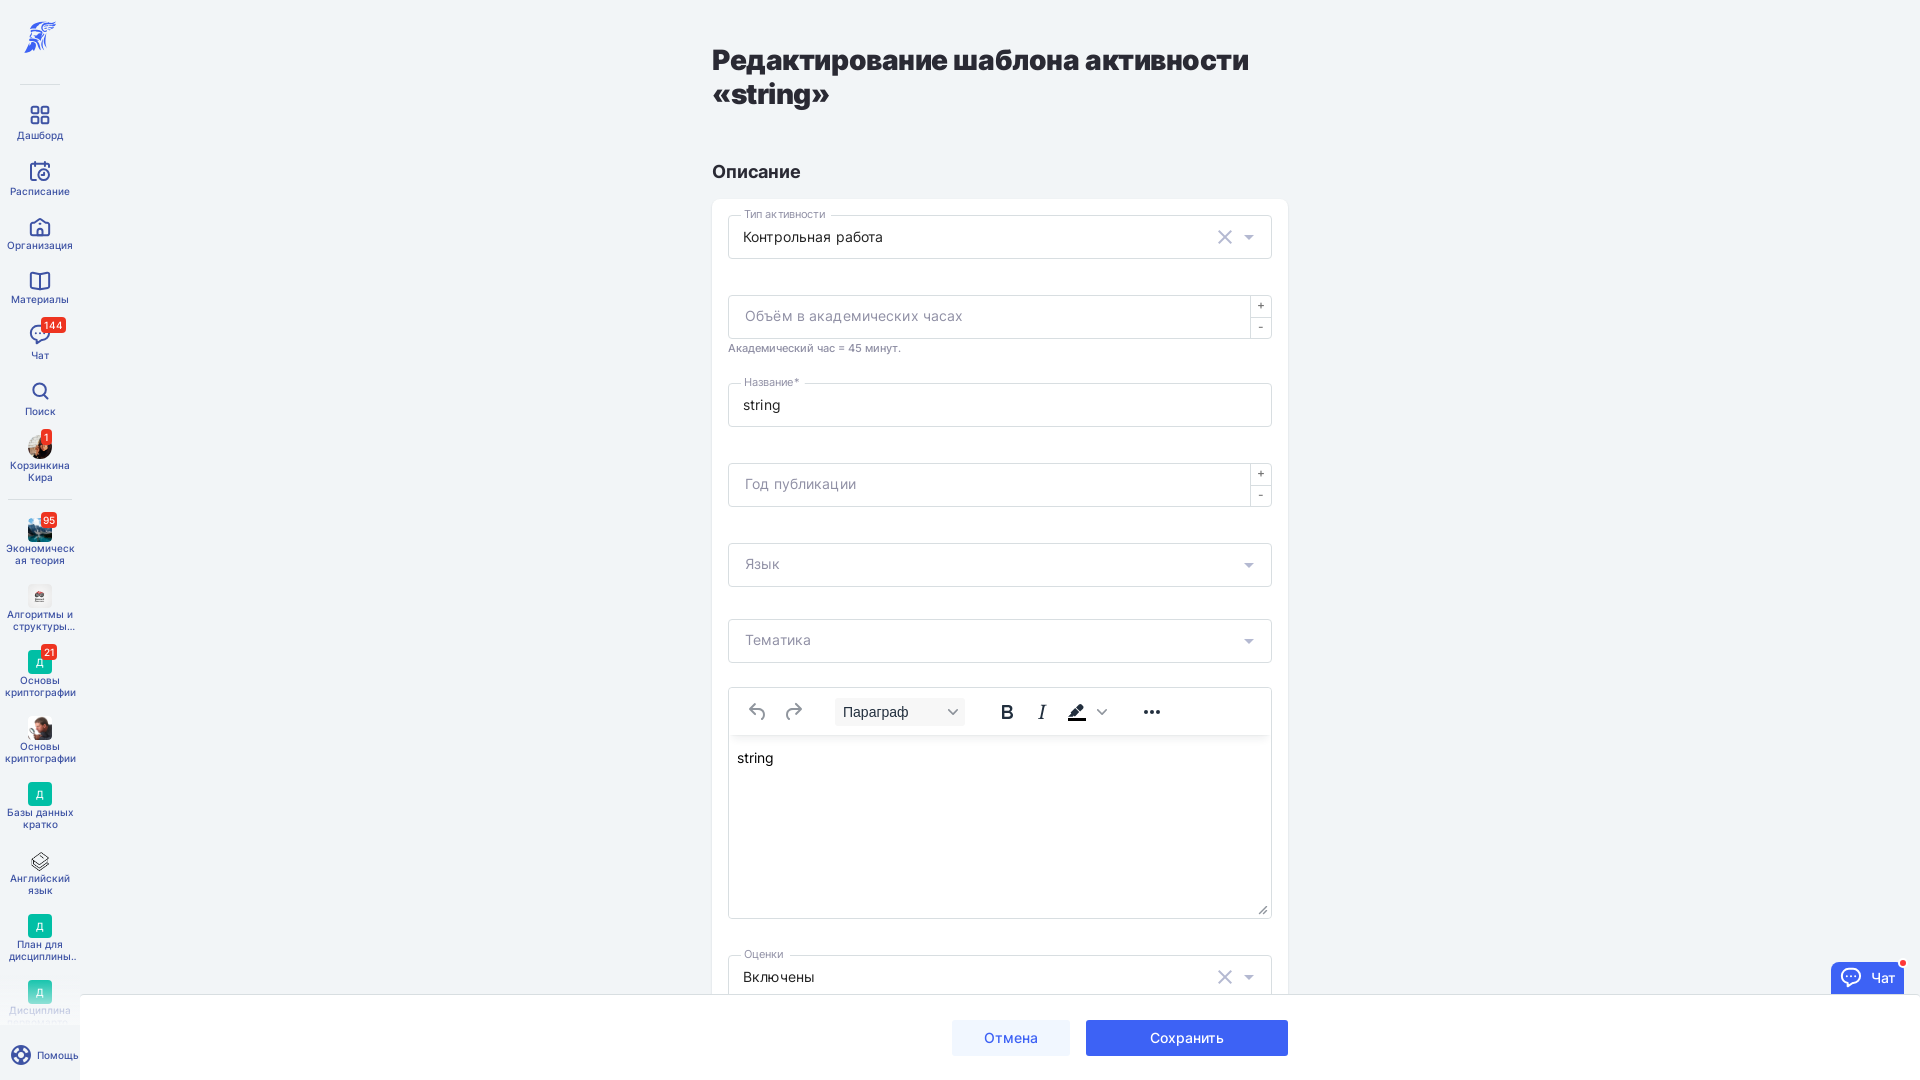 Дашборд
Расписание
Организация
Материалы
144
Чат
Поиск
1
Корзинкина
Кира
95
Экономическ
ая теория
Алгоритмы и
структуры...
21
Д
Основы
криптографии
Основы
криптографии
Д
Базы данных
кратко
Английский
язык
Д
План для
дисциплины..
Д
Дисциплина
Помощь
Редактирование шаблона активности
«string»
Описание
Тип активности
Контрольная работа
Объём в академических часах
+
-
Академический час = 45 минут.
Название*
string
Год публикации
+
-
Язык
Тематика
Параграф
B I
string
Оценки
Включены
Чат
Отмена
Сохранить